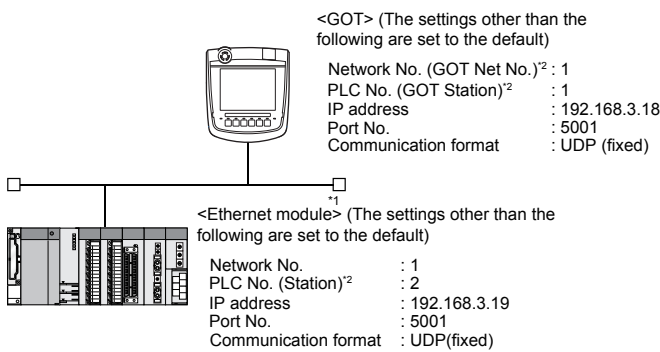 <GOT> (The settings other than the
following are set to the default)
Network No. (GOT Net No.)*2 : 1
PLC No. (GOT Station)*2 : 1
IP address : 192.168.3.18
Port No. : 5001
Communication format : UDP (fixed)
*1
<Ethernet module> (The settings other than the
following are set to the default)
Network No. : 1
PLC No. (Station)*2 : 2
IP address : 192.168.3.19
Port No. : 5001
Communication format : UDP(fixed)